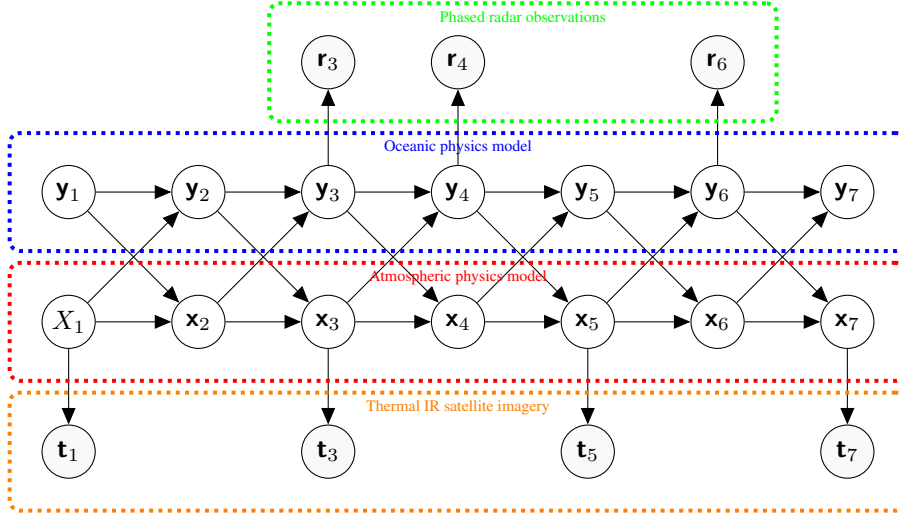 Phased radar observations
r₃ r₄ r₆
Oceanic physics model
y₁ y₂ y₃ y₄ y₅ y₆ y₇
Atmospheric physics model
X₁ x₂ x₃ x₄ x₅ x₆ x₇
Thermal IR satellite imagery
t₁ t₃ t₅ t₇